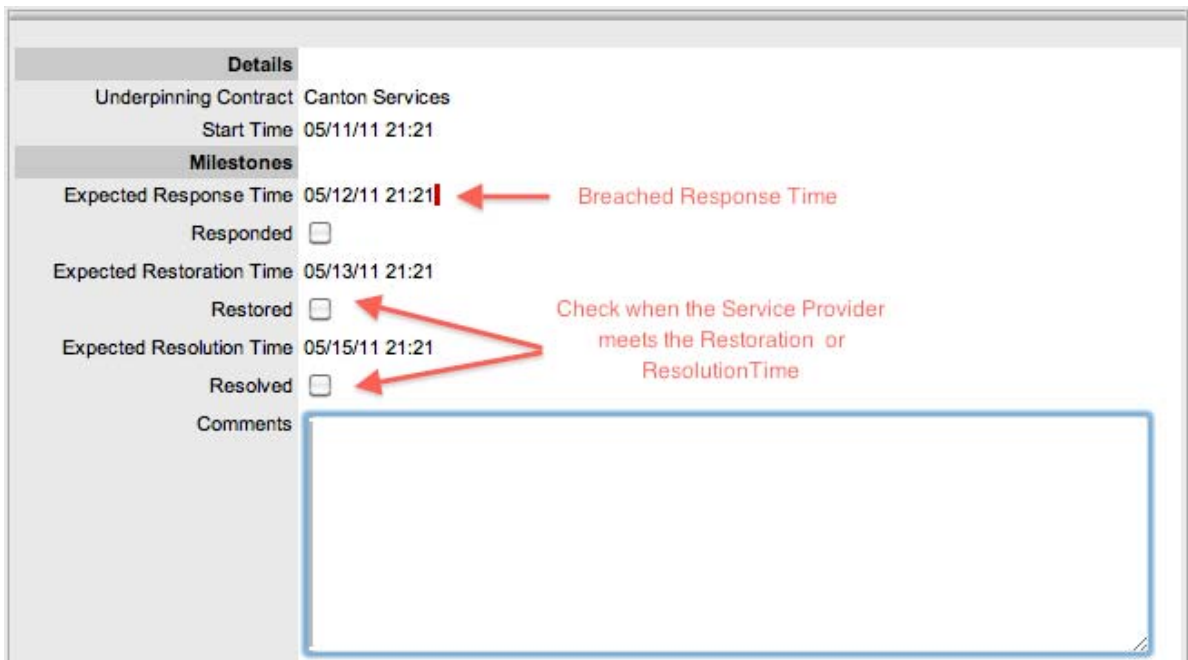 Details
Underpinning Contract Canton Services
Start Time 05/11/11 21:21
Milestones
Expected Response Time 05/12/11 21:21 Breached Response Time
Responded
Expected Restoration Time 05/13/11 21:21
Restored
Check when the Service Provider
meets the Restoration or
ResolutionTime
Expected Resolution Time 05/15/11 21:21
Resolved
Comments